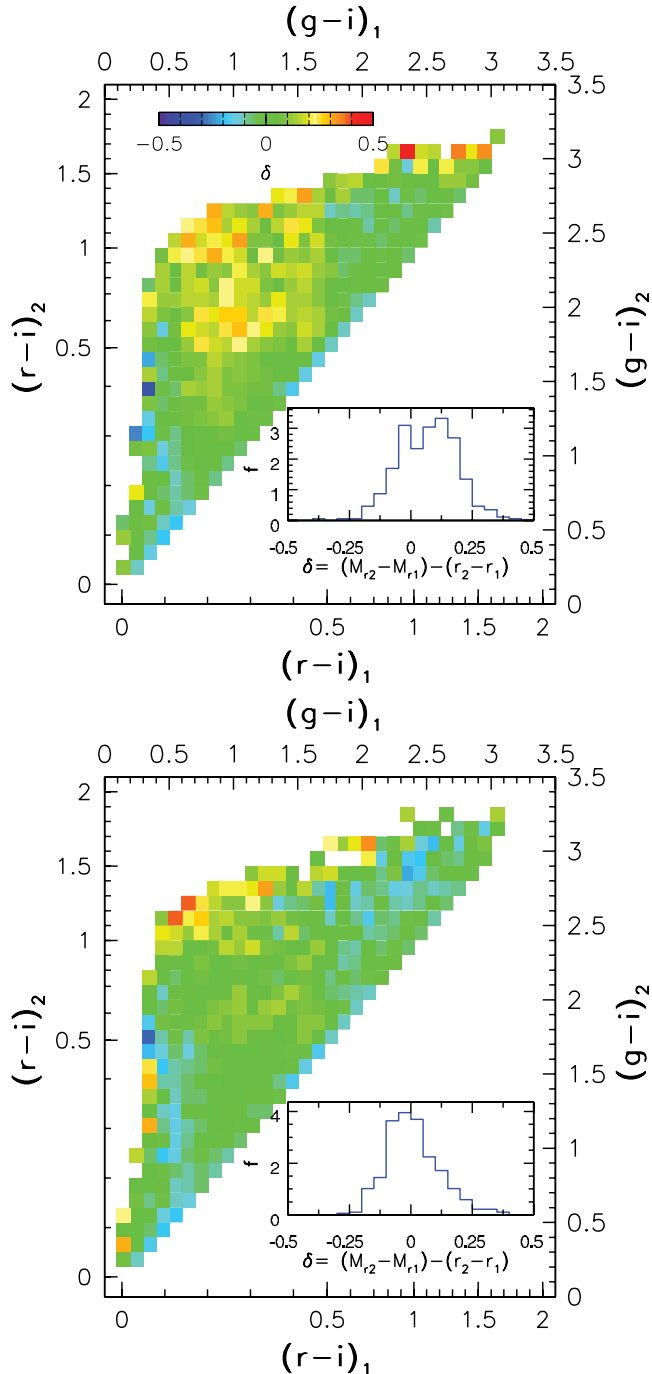 (g-i)₁
0 0.5 1 1.5 2 2.5 3 3.5
2 3.5
-0.5 0 0.5 3
δ
1.5 2.5
1 2
(r-i)₂ (g-i)₂
0.5 1.5
3
2 1
f
1
0 0.5
-0.5 -0.25 0 0.25 0.5
δ= (M_r2-M_r1)-(r_2-r_1)
0 0
0 0.5 1 1.5 2
(r-i)₁
(g-i)₁
0 0.5 1 1.5 2 2.5 3 3.5
2 3.5
3
1.5 2.5
1 2
(r-i)₂ (g-i)₂
0.5 1.5
4
1
2
f
0 0.5
-0.5 -0.25 0 0.25 0.5
δ= (M_r2-M_r1)-(r_2-r_1)
0 0
0 0.5 1 1.5 2
(r-i)₁